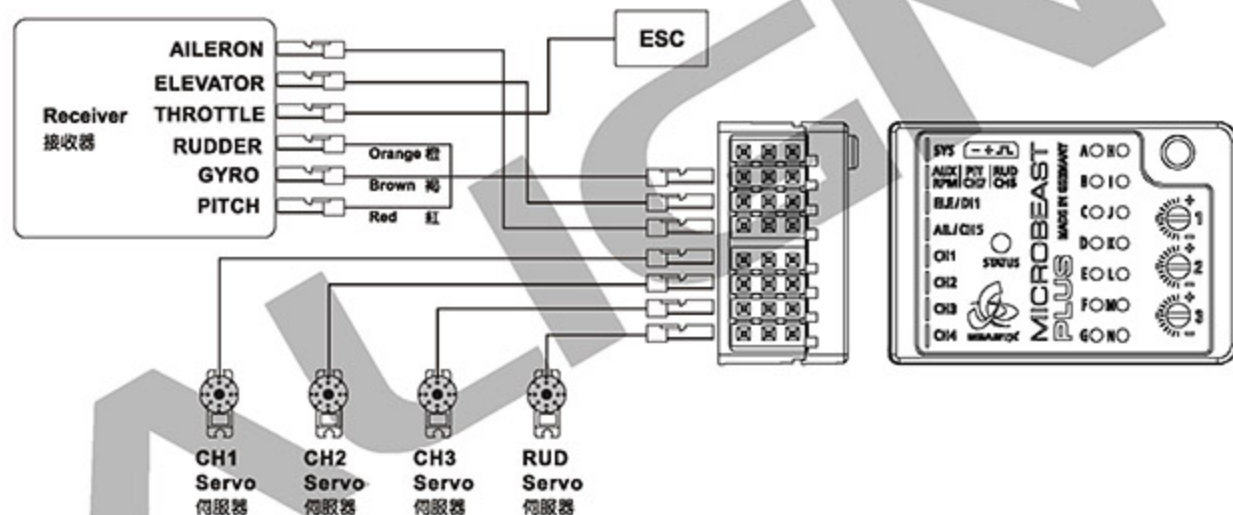 AILERON
ELEVATOR
THROTTLE
RUDDER
GYRO
PITCH
Receiver
接收器
Orange 橙
Brown 褐
Red 紅
ESC
CH1
Servo
伺服器
CH2
Servo
伺服器
CH3
Servo
伺服器
RUD
Servo
伺服器
SYS
AUX PIT RUD
RPM CH7 CH6
ELE/DI1
AIL/CH5
CH1
CH2
CH3
CH4
STATUS
MICROBEAST
PLUS
MADE IN GERMANY
A H
B I
C J
D K
E L
F M
G N
1
2
3
ALIGN